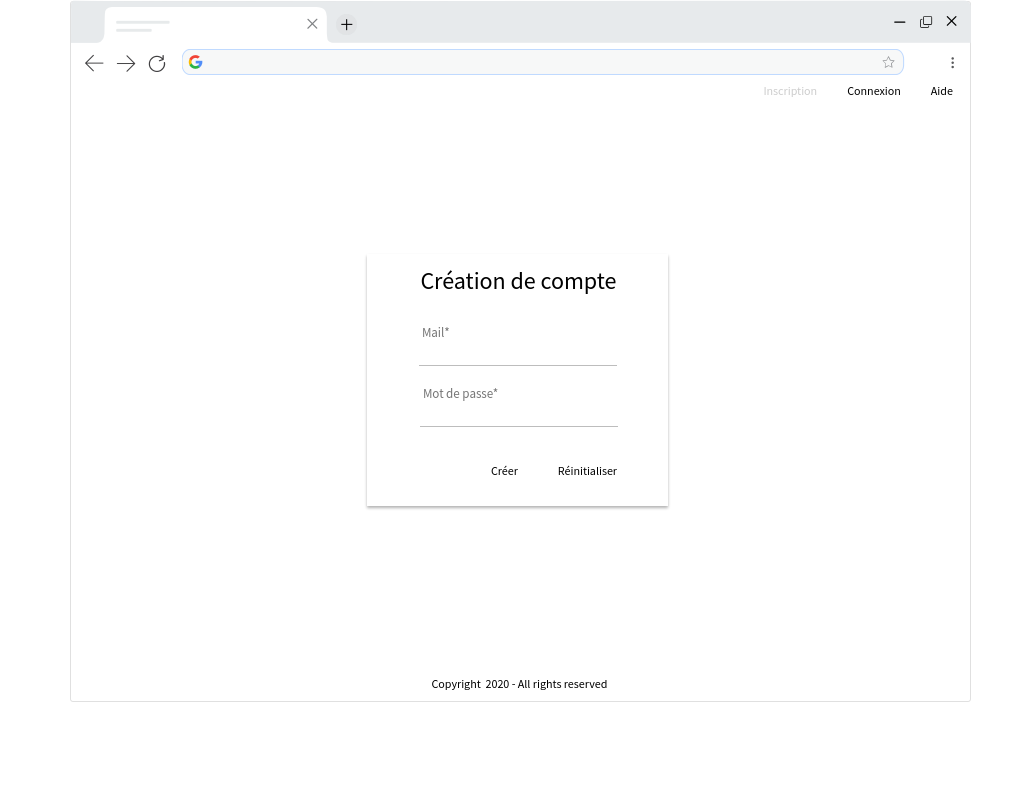 Inscription Connexion Aide
Création de compte
Mail*
Mot de passe*
Créer Réinitialiser
Copyright 2020 - All rights reserved